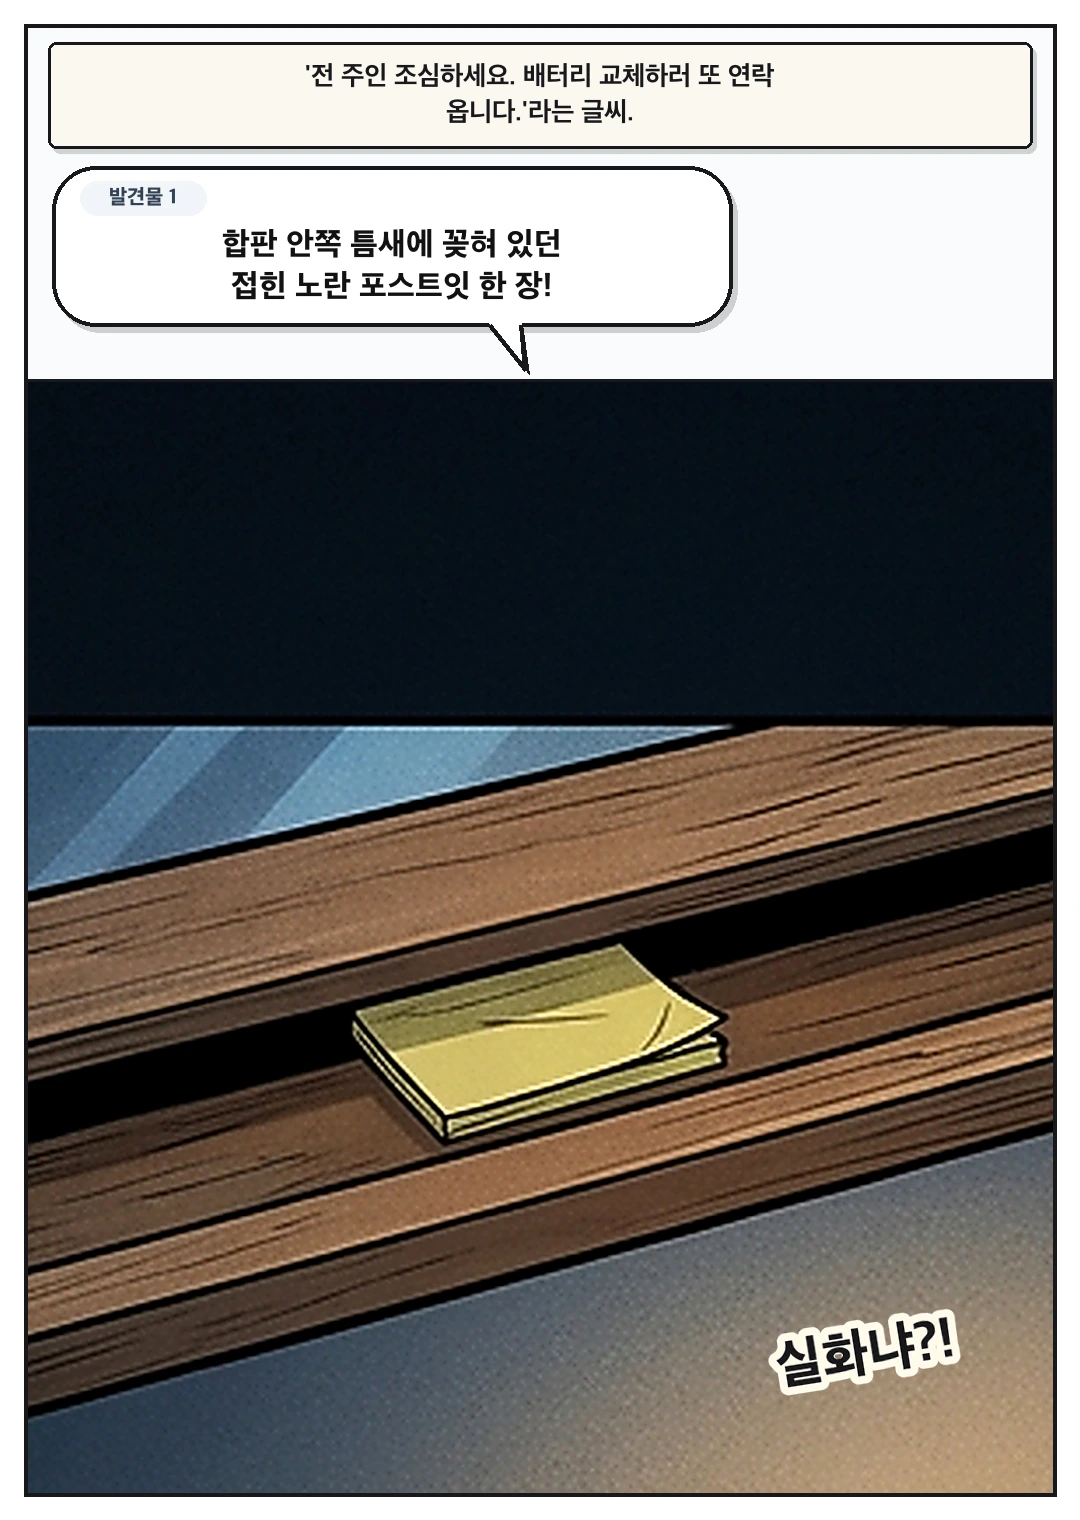 '전 주인 조심하세요. 배터리 교체하러 또 연락
옵니다.'라는 글씨.
발견물 1
합판 안쪽 틈새에 꽂혀 있던
접힌 노란 포스트잇 한 장!
실화냐?!